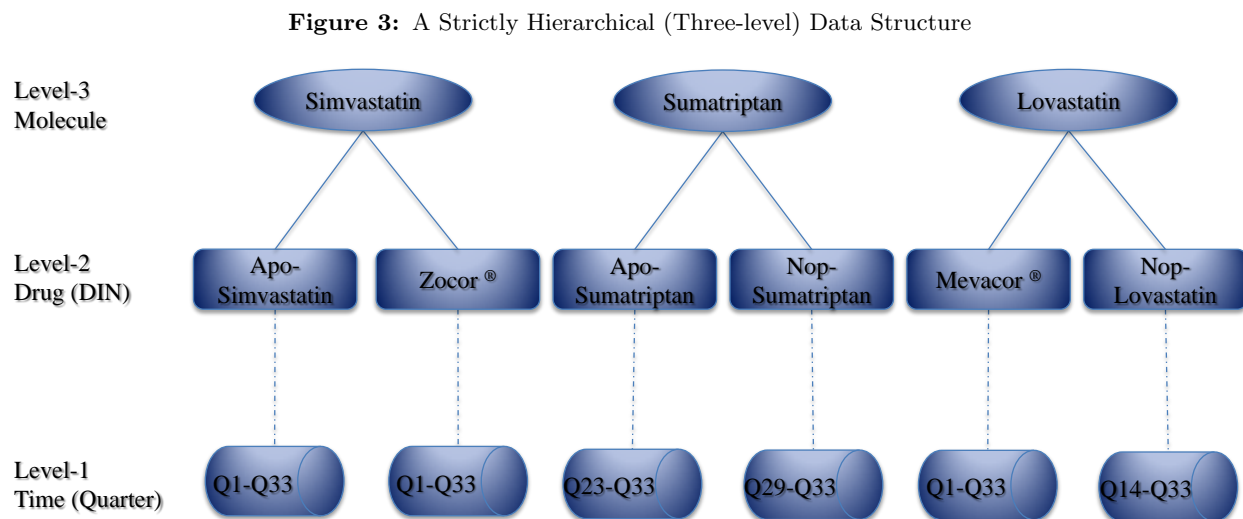 Figure 3: A Strictly Hierarchical (Three-level) Data Structure
Level-3
Molecule
Simvastatin
Sumatriptan
Lovastatin
Level-2
Drug (DIN)
Apo-
Simvastatin
Zocor ®
Apo-
Sumatriptan
Nop-
Sumatriptan
Mevacor ®
Nop-
Lovastatin
Level-1
Time (Quarter)
Q1-Q33
Q1-Q33
Q23-Q33
Q29-Q33
Q1-Q33
Q14-Q33